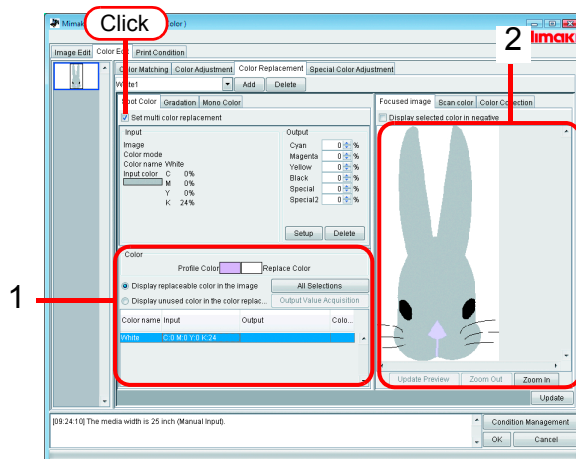 Click
Mimak
Color )
Mimaki
2
Image Edit Color Edit Print Condition
Color Matching Color Adjustment Color Replacement Special Color Adjustment
White1 Add Delete
Spot Color Gradation Mono Color
Focused image Scan color Color Collection
Set multi color replacement
Display selected color in negative
Input
Output
Image
Cyan 0 %
Color mode
Magenta 0 %
Color name White
Yellow 0 %
Input color C 0%
Black 0 %
M 0%
Special 0 %
Y 0%
Special2 0 %
K 24%
Setup Delete
Color
Profile Color Replace Color
1
Display replaceable color in the image All Selections
Display unused color in the color replac... Output Value Acquisition
Color name Input Output Colo...
White C:0 M:0 Y:0 K:24
Update Preview Zoom Out Zoom In
Update
[09:24:10] The media width is 25 inch (Manual Input).
Condition Management
OK Cancel